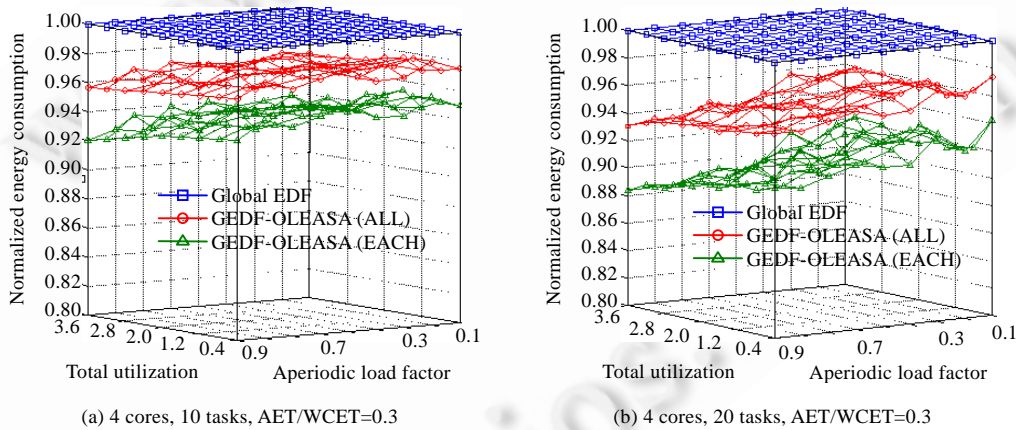 Normalized energy consumption
1.00
0.98
0.96
0.94
0.92
0.90
0.88
0.86
0.84
0.82
0.80
3.6
2.8
2.0
1.2
0.4
0.9
0.7
0.3
0.1
Global EDF
GEDF-OLEASA (ALL)
GEDF-OLEASA (EACH)
Total utilization
Aperiodic load factor
(a) 4 cores, 10 tasks, AET/WCET=0.3
Normalized energy consumption
1.00
0.98
0.96
0.94
0.92
0.90
0.88
0.86
0.84
0.82
0.80
3.6
2.8
2.0
1.2
0.4
0.9
0.7
0.3
0.1
Global EDF
GEDF-OLEASA (ALL)
GEDF-OLEASA (EACH)
Total utilization
Aperiodic load factor
(b) 4 cores, 20 tasks, AET/WCET=0.3